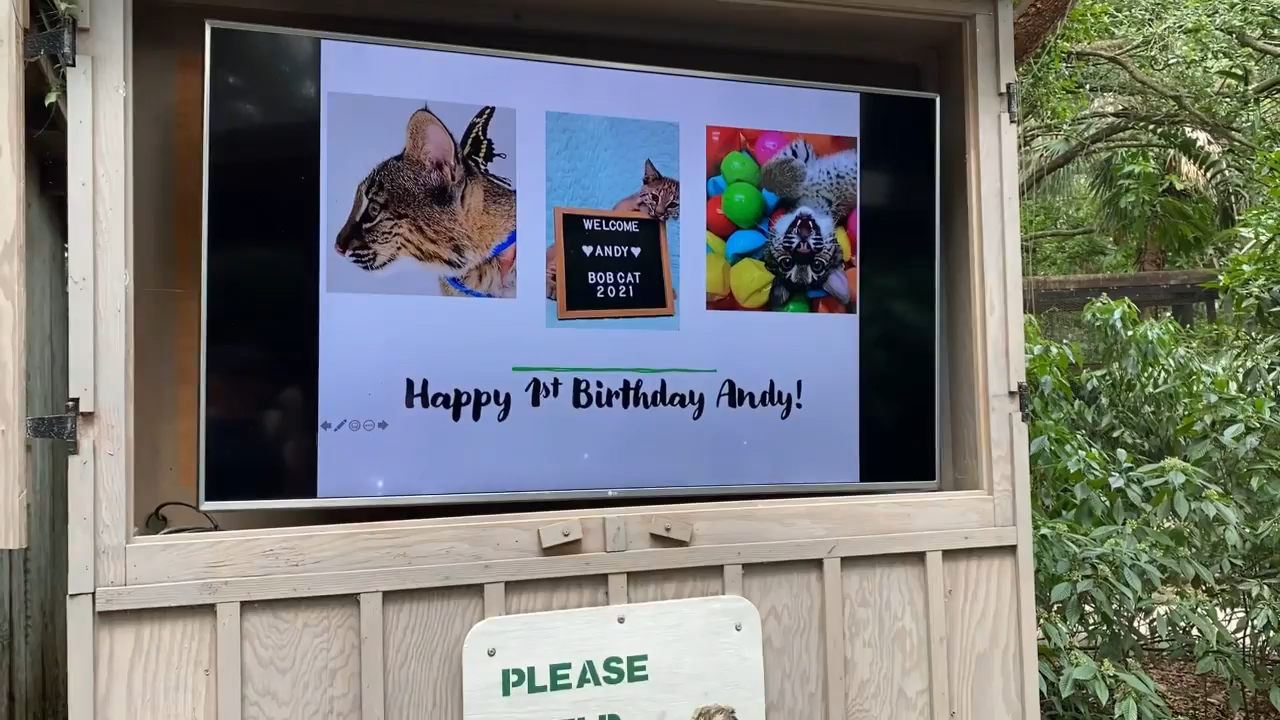 WELCOME
♥ANDY♥
BOBCAT
2021
Happy 1st Birthday Andy!
PLEASE